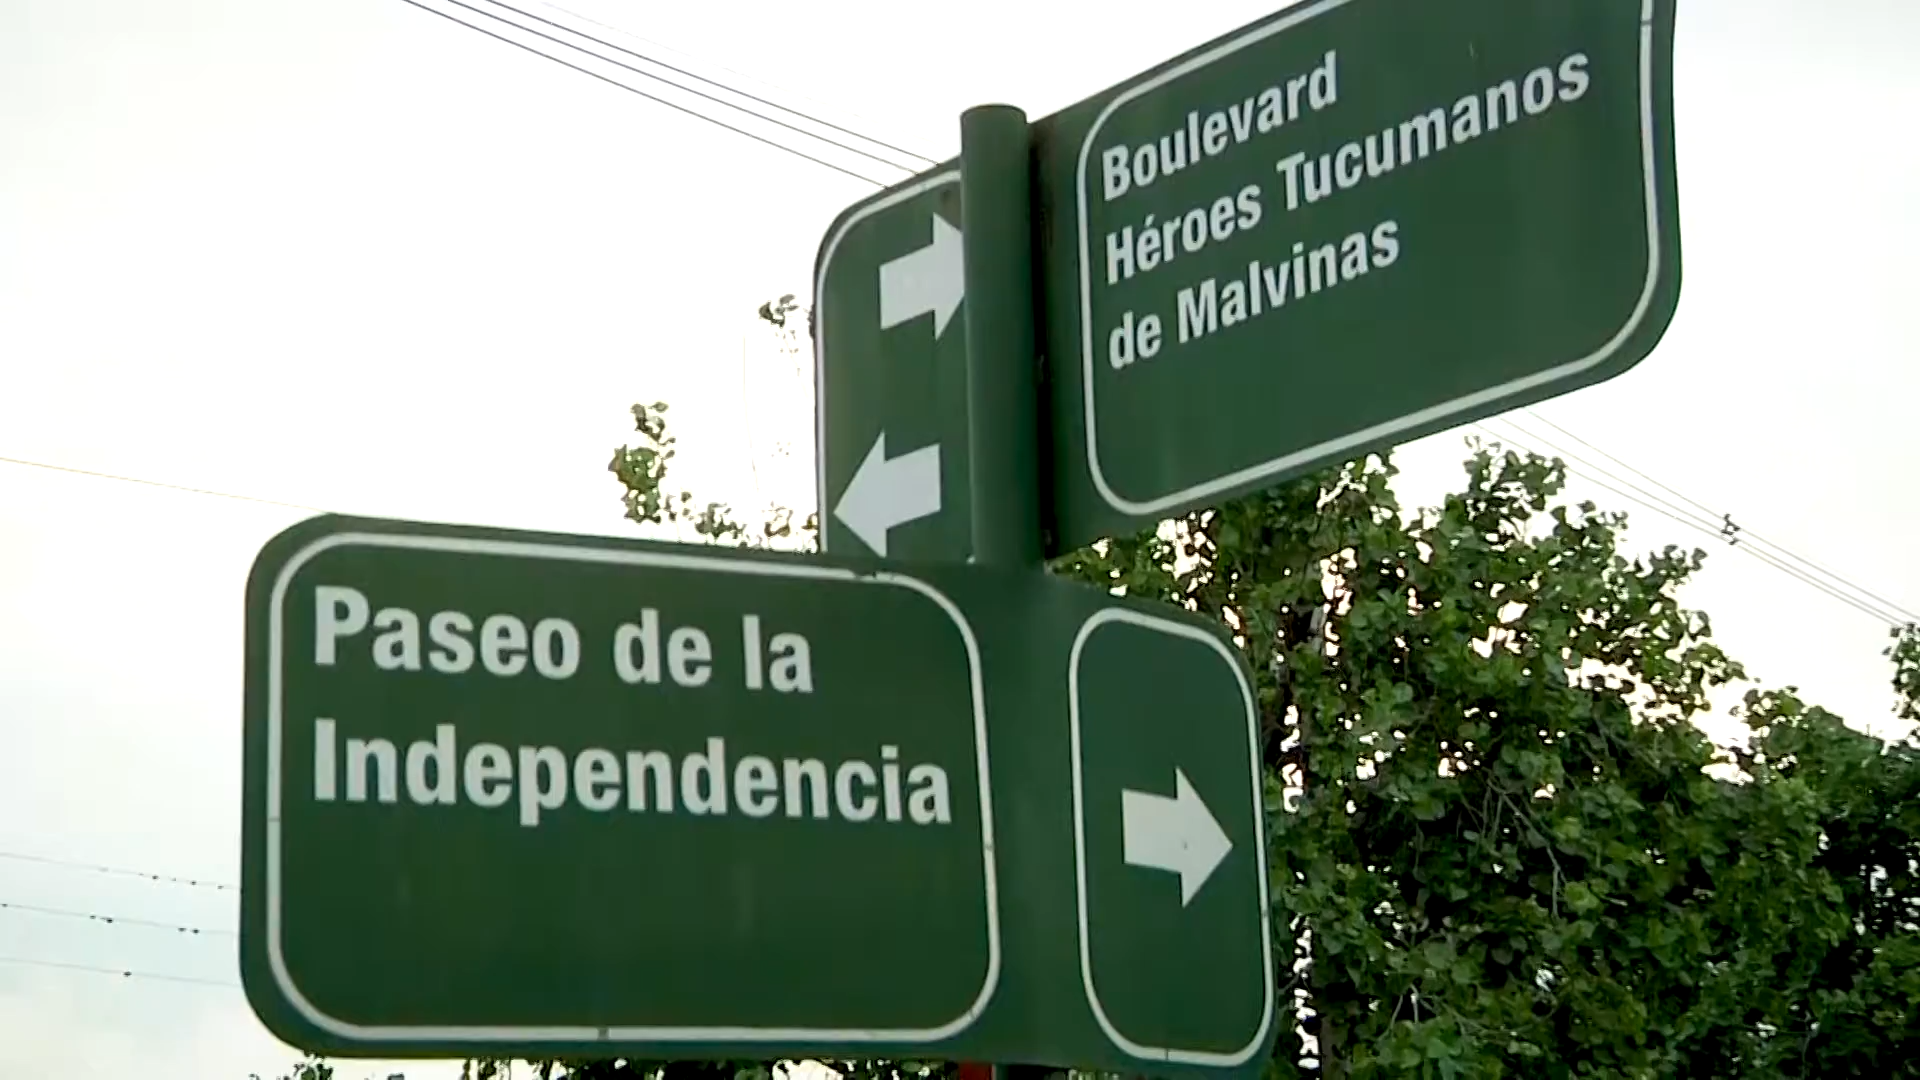 Boulevard
Héroes Tucumanos
de Malvinas
Paseo de la
Independencia